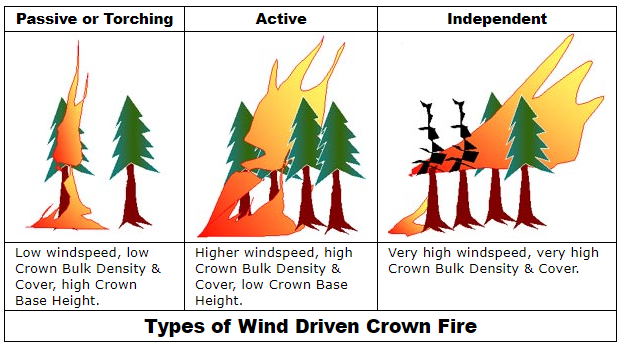 Passive or Torching
Active
Independent
Low windspeed, low
Crown Bulk Density &
Cover, high Crown
Base Height.
Higher windspeed, high
Crown Bulk Density &
Cover, low Crown Base
Height.
Very high windspeed, very high
Crown Bulk Density & Cover.
Types of Wind Driven Crown Fire